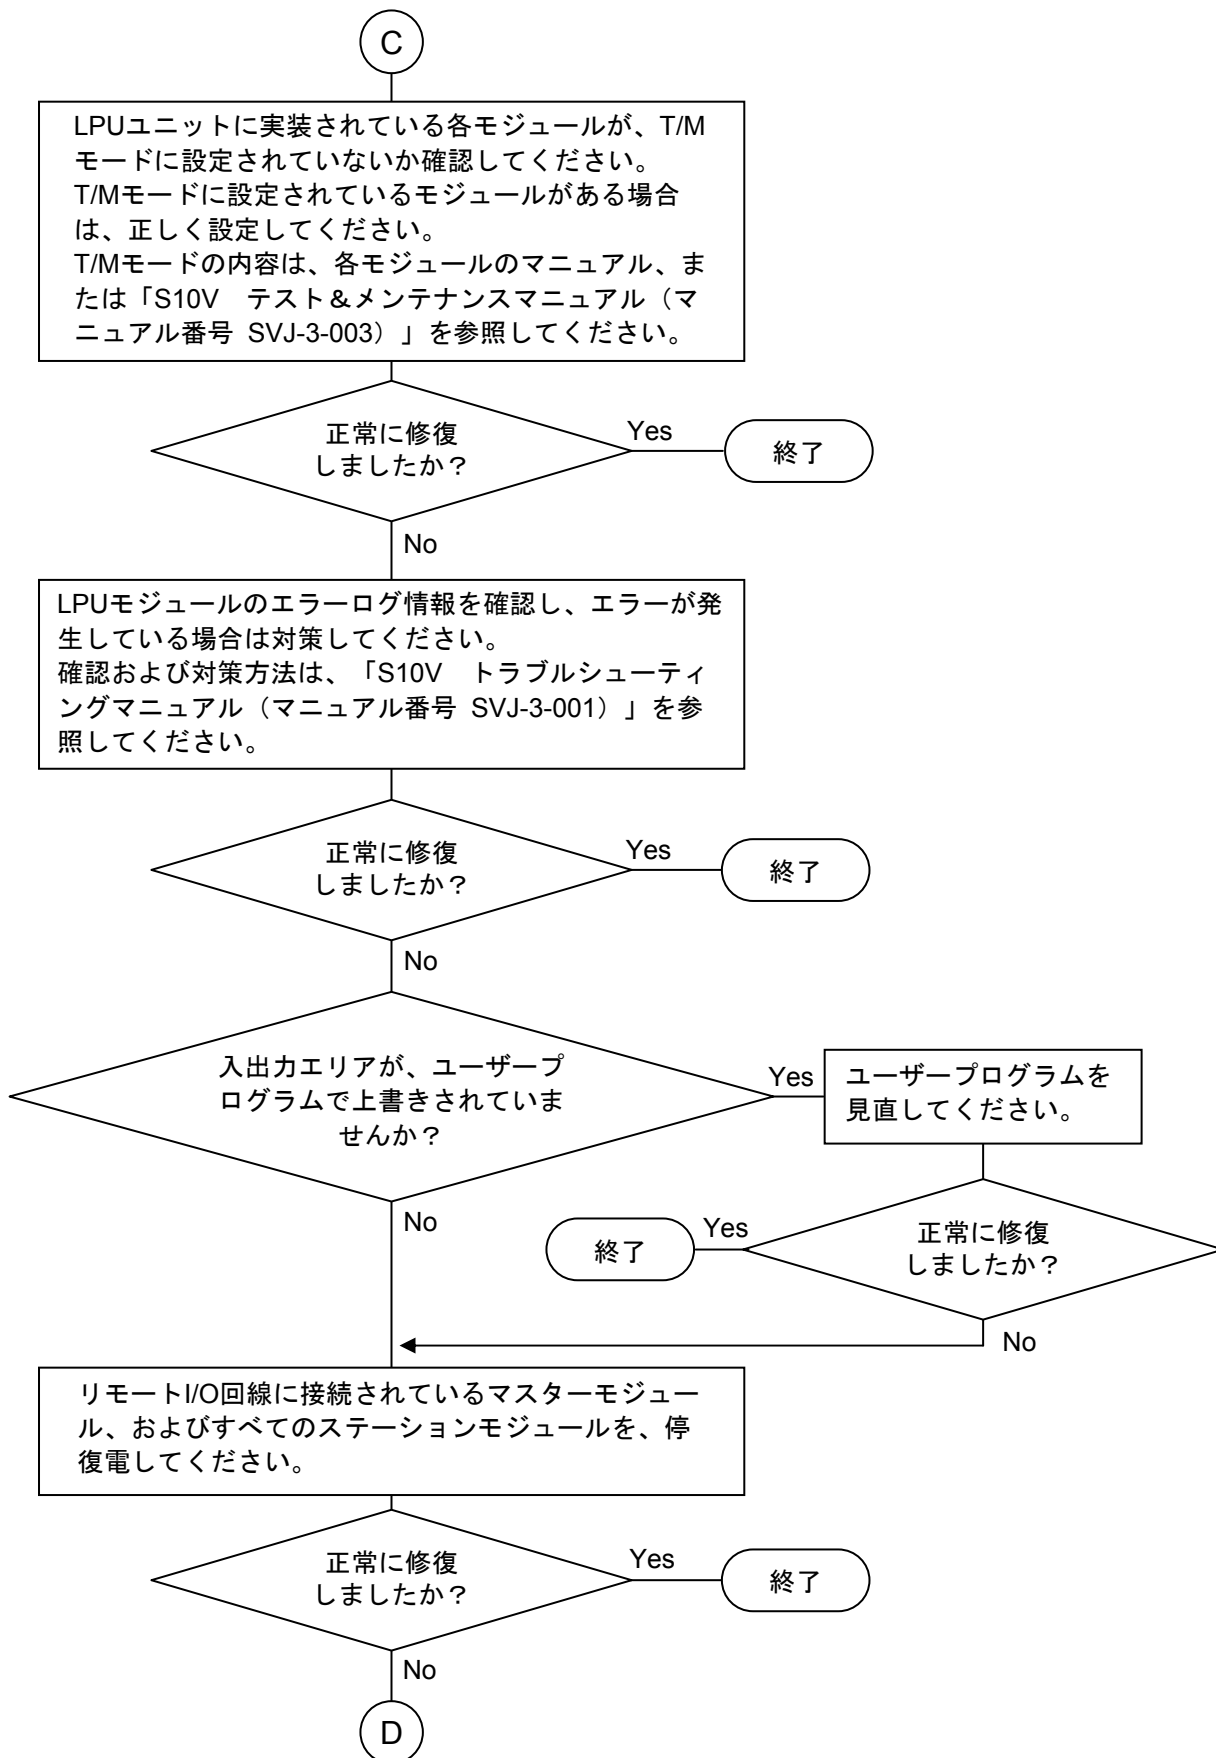 C
LPUユニットに実装されている各モジュールが、T/M
モードに設定されていないか確認してください。
T/Mモードに設定されているモジュールがある場合
は、正しく設定してください。
T/Mモードの内容は、各モジュールのマニュアル、ま
たは「S10V　テスト＆メンテナンスマニュアル（マ
ニュアル番号 SVJ-3-003）」を参照してください。
正常に修復
しましたか？
Yes
終了
No
LPUモジュールのエラーログ情報を確認し、エラーが発
生している場合は対策してください。
確認および対策方法は、「S10V　トラブルシューティ
ングマニュアル（マニュアル番号 SVJ-3-001）」を参
照してください。
正常に修復
しましたか？
Yes
終了
No
入出力エリアが、ユーザープ
ログラムで上書きされていま
せんか？
Yes
ユーザープログラムを
見直してください。
No
正常に修復
しましたか？
Yes
終了
No
リモートI/O回線に接続されているマスターモジュー
ル、およびすべてのステーションモジュールを、停
復電してください。
正常に修復
しましたか？
Yes
終了
No
D